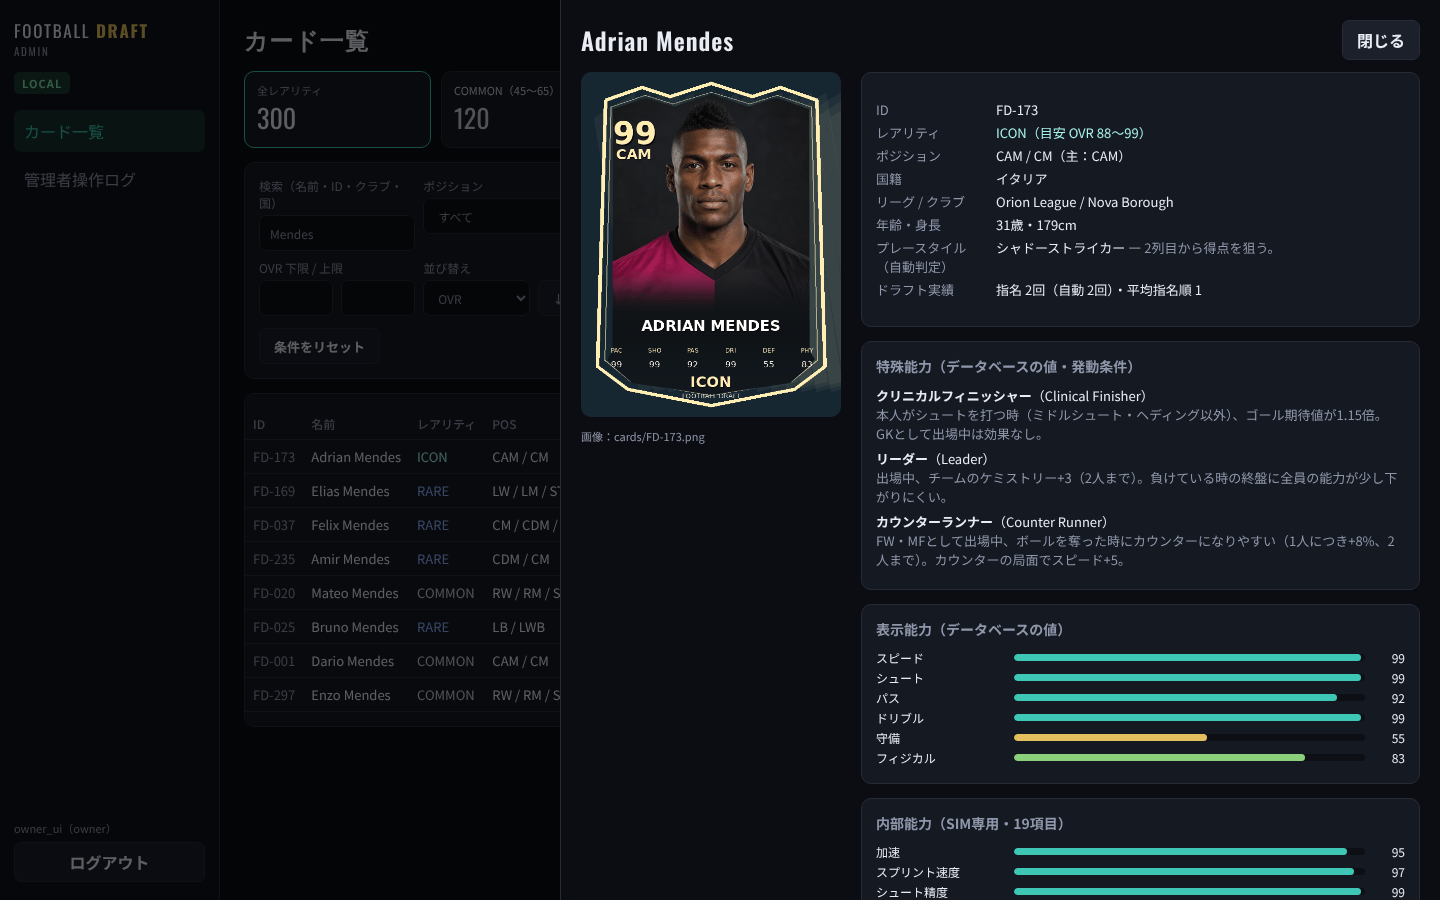 FOOTBALL DRAFT
ADMIN
LOCAL
カード一覧
管理者操作ログ
owner_ui（owner）
ログアウト
カード一覧
全レアリティ
300
COMMON（45〜65）
120
検索（名前・ID・クラブ・
国）
Mendes
ポジション
すべて
OVR 下限 / 上限
並び替え
OVR
↓
条件をリセット
ID 名前 レアリティ POS
FD-173 Adrian Mendes ICON CAM / CM
FD-169 Elias Mendes RARE LW / LM / ST
FD-037 Felix Mendes RARE CM / CDM /
FD-235 Amir Mendes RARE CDM / CM
FD-020 Mateo Mendes COMMON RW / RM / S
FD-025 Bruno Mendes RARE LB / LWB
FD-001 Dario Mendes COMMON CAM / CM
FD-297 Enzo Mendes COMMON RW / RM / S
Adrian Mendes
閉じる
99
CAM
ADRIAN MENDES
PAC SHO PAS DRI DEF PHY
99 99 92 99 55 83
ICON
FOOTBALL DRAFT
画像：cards/FD-173.png
ID FD-173
レアリティ ICON（目安 OVR 88〜99）
ポジション CAM / CM（主：CAM）
国籍 イタリア
リーグ / クラブ Orion League / Nova Borough
年齢・身長 31歳・179cm
プレースタイル シャドーストライカー — 2列目から得点を狙う。
（自動判定）
ドラフト実績 指名 2回（自動 2回）・平均指名順 1
特殊能力（データベースの値・発動条件）
クリニカルフィニッシャー（Clinical Finisher）
本人がシュートを打つ時（ミドルシュート・ヘディング以外）、ゴール期待値が1.15倍。
GKとして出場中は効果なし。
リーダー（Leader）
出場中、チームのケミストリー+3（2人まで）。負けている時の終盤に全員の能力が少し下
がりにくい。
カウンターランナー（Counter Runner）
FW・MFとして出場中、ボールを奪った時にカウンターになりやすい（1人につき+8%、2
人まで）。カウンターの局面でスピード+5。
表示能力（データベースの値）
スピード 99
シュート 99
パス 92
ドリブル 99
守備 55
フィジカル 83
内部能力（SIM専用・19項目）
加速 95
スプリント速度 97
シュート精度 99